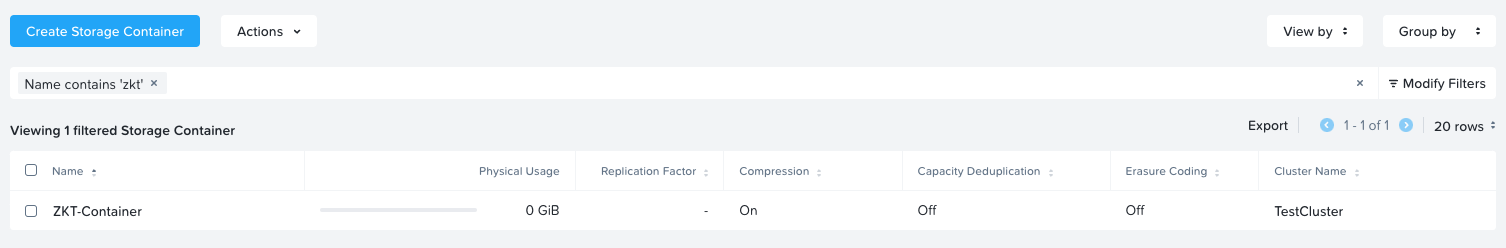 Create Storage Container Actions View by Group by
Name contains 'zkt' × × Modify Filters
Viewing 1 filtered Storage Container Export 1 - 1 of 1 20 rows
Name Physical Usage Replication Factor Compression Capacity Deduplication Erasure Coding Cluster Name
ZKT-Container 0 GiB - On Off Off TestCluster